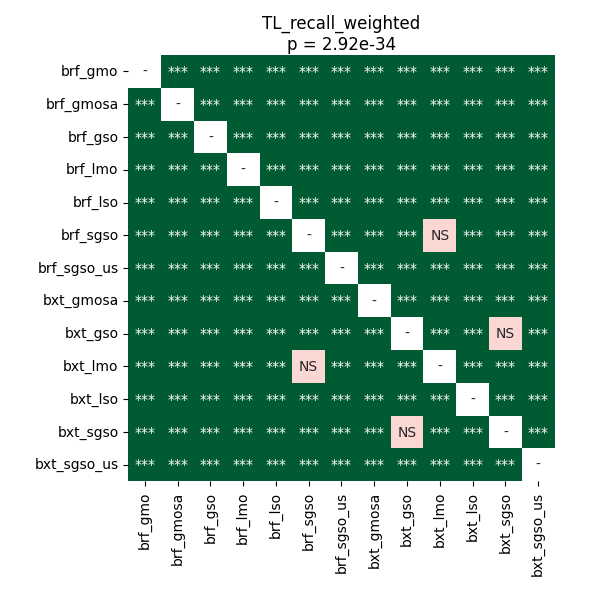 TL_recall_weighted
p = 2.92e-34
brf_gmo - *** *** *** *** *** *** *** *** *** *** *** ***
brf_gmosa *** - *** *** *** *** *** *** *** *** *** *** ***
brf_gso *** *** - *** *** *** *** *** *** *** *** *** ***
brf_lmo *** *** *** - *** *** *** *** *** *** *** *** ***
brf_lso *** *** *** *** - *** *** *** *** *** *** *** ***
brf_sgso *** *** *** *** *** - *** *** *** NS *** *** ***
brf_sgso_us *** *** *** *** *** *** - *** *** *** *** *** ***
bxt_gmosa *** *** *** *** *** *** *** - *** *** *** *** ***
bxt_gso *** *** *** *** *** *** *** *** - *** *** NS ***
bxt_lmo *** *** *** *** *** NS *** *** *** - *** *** ***
bxt_lso *** *** *** *** *** *** *** *** *** *** - *** ***
bxt_sgso *** *** *** *** *** *** *** *** NS *** *** - ***
bxt_sgso_us *** *** *** *** *** *** *** *** *** *** *** *** -
brf_gmo
brf_gmosa
brf_gso
brf_lmo
brf_lso
brf_sgso
brf_sgso_us
bxt_gmosa
bxt_gso
bxt_lmo
bxt_lso
bxt_sgso
bxt_sgso_us